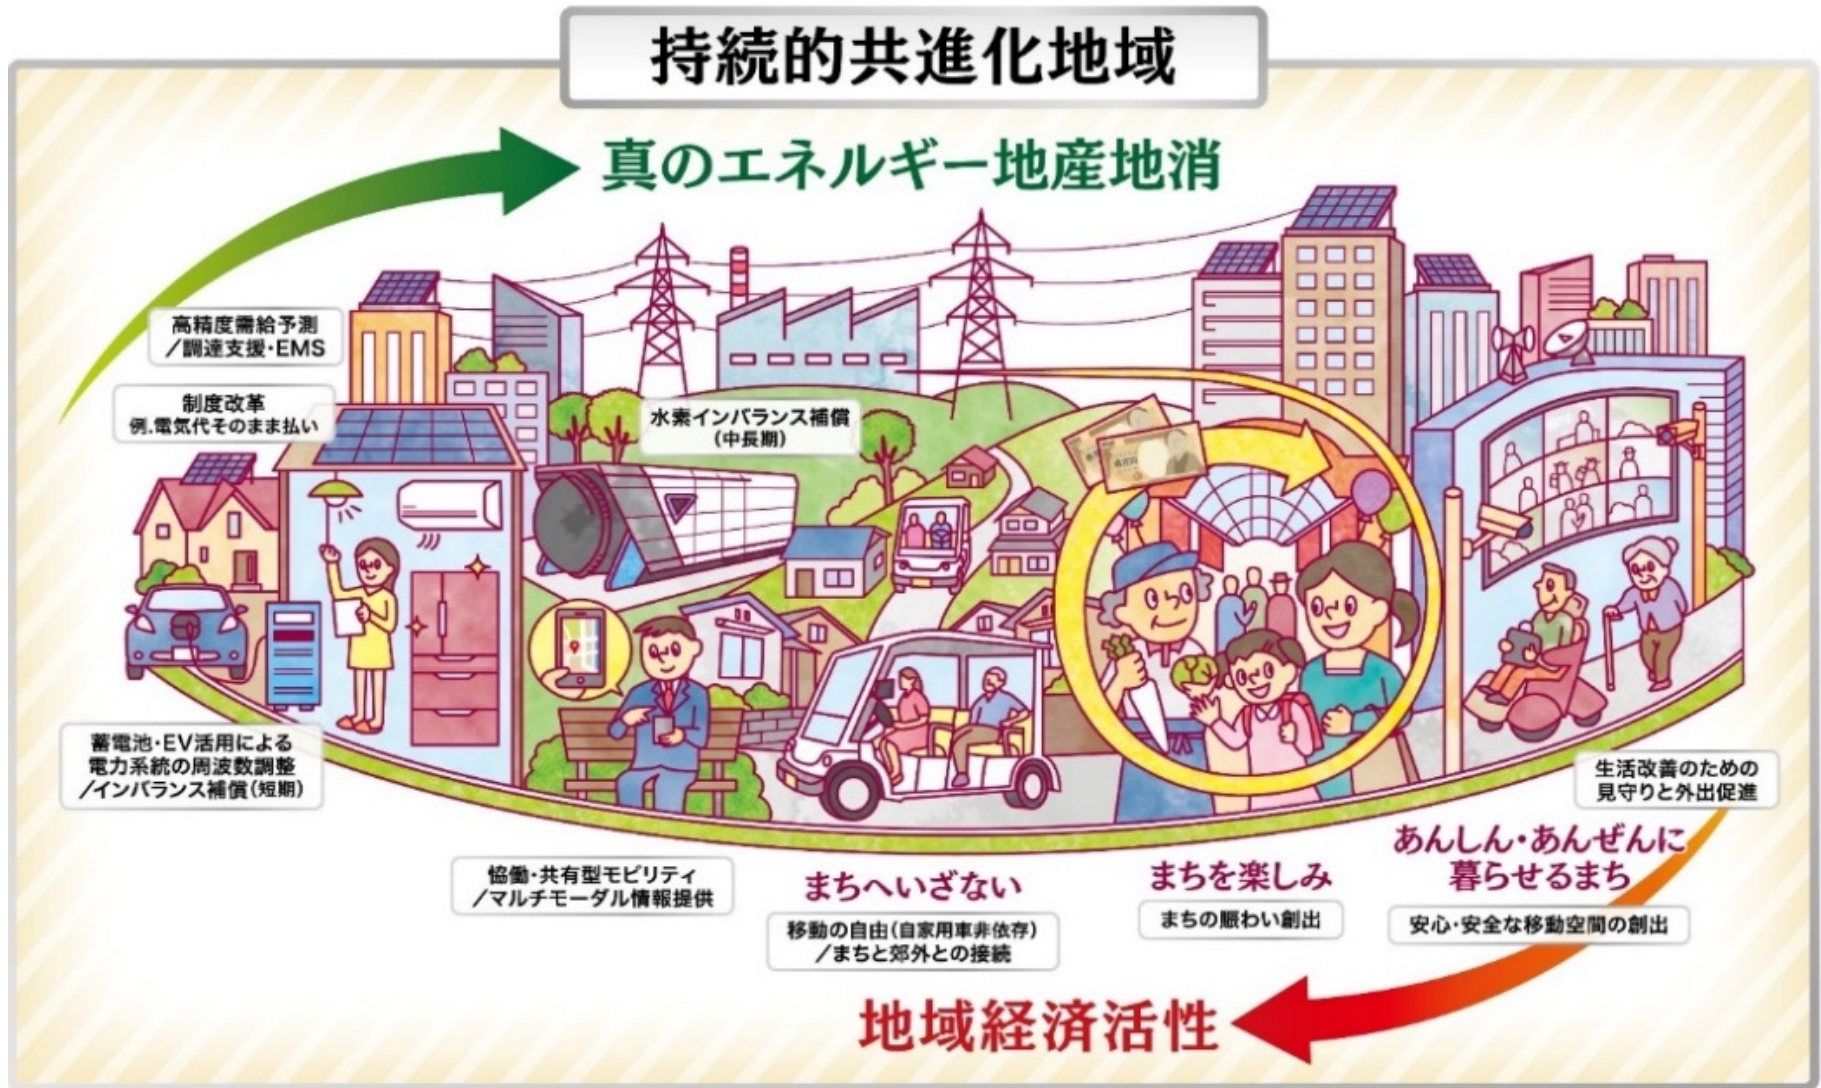 持続的共進化地域
真のエネルギー地産地消
高精度需給予測
/調達支援・EMS
制度改革
例.電気代そのまま払い
水素インバランス補償
(中長期)
蓄電池・EV活用による
電力系統の周波数調整
/インバランス補償(短期)
協働・共有型モビリティ
/マルチモーダル情報提供
まちへいざない
移動の自由(自家用車非依存)
/まちと郊外との接続
まちを楽しみ
まちの賑わい創出
生活改善のための
見守りと外出促進
あんしん・あんぜんに
暮らせるまち
安心・安全な移動空間の創出
地域経済活性